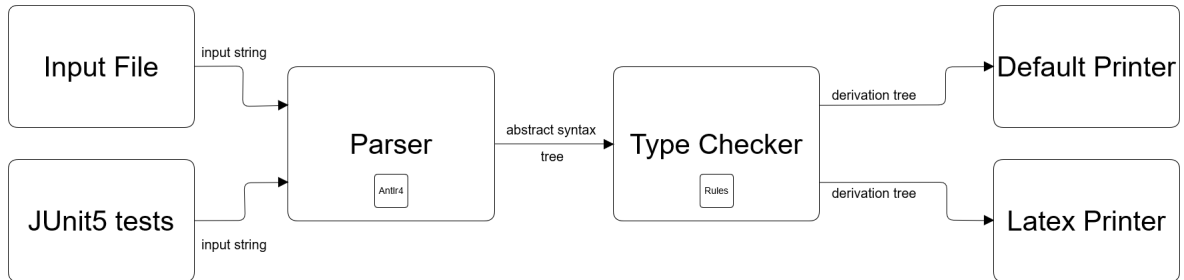 Input File
input string
JUnit5 tests
input string
Parser
Antlr4
abstract syntax
tree
Type Checker
Rules
derivation tree
Default Printer
derivation tree
Latex Printer